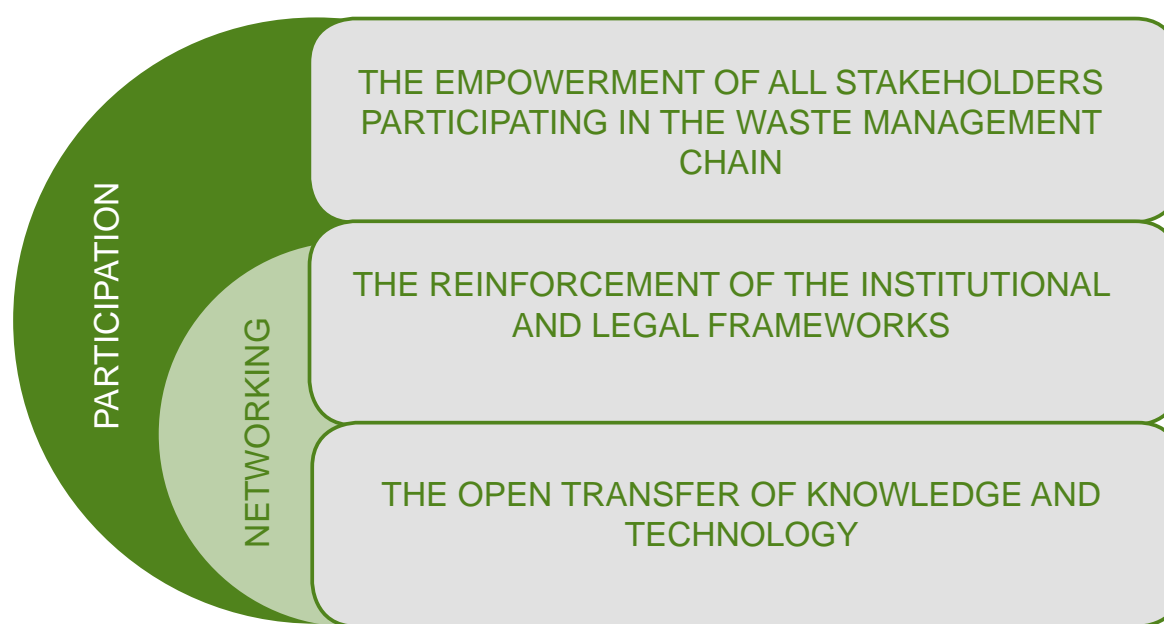 PARTICIPATION
NETWORKING
THE EMPOWERMENT OF ALL STAKEHOLDERS
PARTICIPATING IN THE WASTE MANAGEMENT
CHAIN
THE REINFORCEMENT OF THE INSTITUTIONAL
AND LEGAL FRAMEWORKS
THE OPEN TRANSFER OF KNOWLEDGE AND
TECHNOLOGY